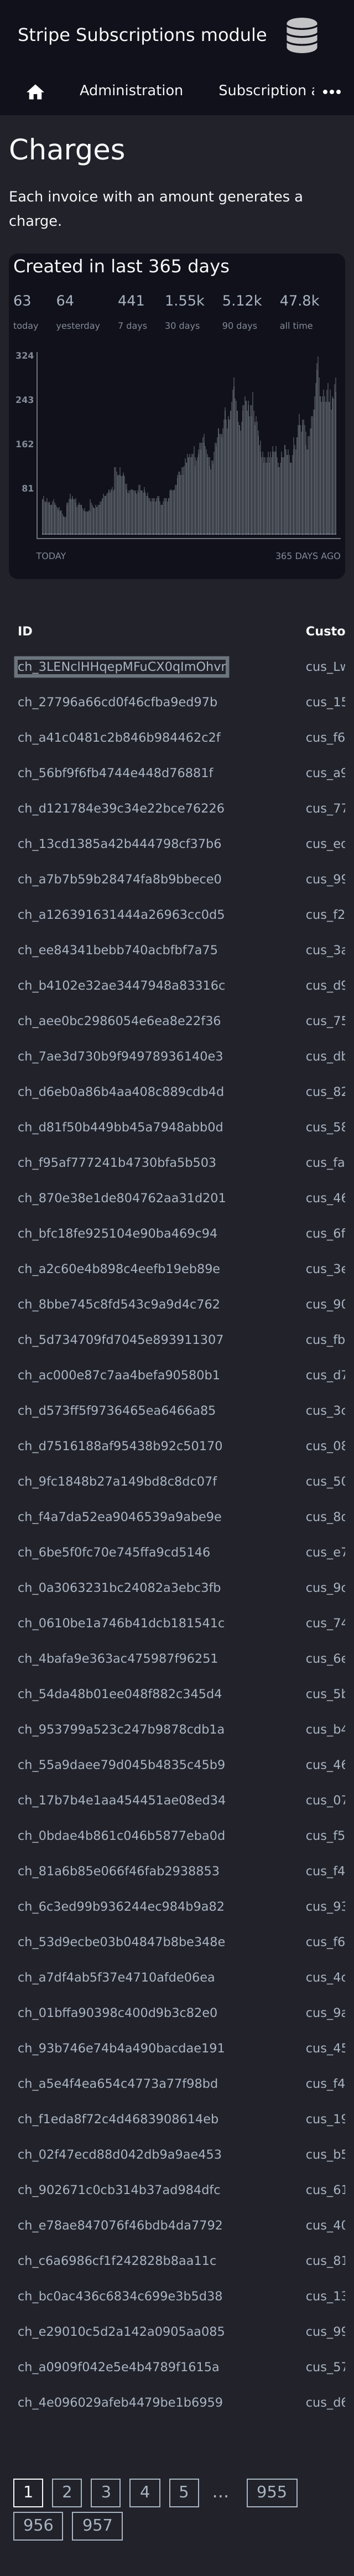 Stripe Subscriptions module
Administration Subscription a
Charges
Each invoice with an amount generates a
charge.
Created in last 365 days
63 64 441 1.55k 5.12k 47.8k
today yesterday 7 days 30 days 90 days all time
324
243
162
81
TODAY 365 DAYS AGO
ID Custo
ch_3LENclHHqepMFuCX0qlmOhvr cus_Lw
ch_27796a66cd0f46cfba9ed97b cus_15
ch_a41c0481c2b846b984462c2f cus_f6
ch_56bf9f6fb4744e448d76881f cus_a9
ch_d121784e39c34e22bce76226 cus_77
ch_13cd1385a42b444798cf37b6 cus_ec
ch_a7b7b59b28474fa8b9bbece0 cus_99
ch_a126391631444a26963cc0d5 cus_f2
ch_ee84341bebb740acbfbf7a75 cus_3a
ch_b4102e32ae3447948a83316c cus_d9
ch_aee0bc2986054e6ea8e22f36 cus_75
ch_7ae3d730b9f94978936140e3 cus_db
ch_d6eb0a86b4aa408c889cdb4d cus_82
ch_d81f50b449bb45a7948abb0d cus_58
ch_f95af777241b4730bfa5b503 cus_fa
ch_870e38e1de804762aa31d201 cus_46
ch_bfc18fe925104e90ba469c94 cus_6f
ch_a2c60e4b898c4eefb19eb89e cus_3e
ch_8bbe745c8fd543c9a9d4c762 cus_90
ch_5d734709fd7045e893911307 cus_fb
ch_ac000e87c7aa4befa90580b1 cus_d7
ch_d573ff5f9736465ea6466a85 cus_3c
ch_d7516188af95438b92c50170 cus_08
ch_9fc1848b27a149bd8c8dc07f cus_50
ch_f4a7da52ea9046539a9abe9e cus_8c
ch_6be5f0fc70e745ffa9cd5146 cus_e7
ch_0a3063231bc24082a3ebc3fb cus_9c
ch_0610be1a746b41dcb181541c cus_74
ch_4bafa9e363ac475987f96251 cus_6e
ch_54da48b01ee048f882c345d4 cus_5b
ch_953799a523c247b9878cdb1a cus_b4
ch_55a9daee79d045b4835c45b9 cus_46
ch_17b7b4e1aa454451ae08ed34 cus_07
ch_0bdae4b861c046b5877eba0d cus_f5
ch_81a6b85e066f46fab2938853 cus_f4
ch_6c3ed99b936244ec984b9a82 cus_93
ch_53d9ecbe03b04847b8be348e cus_f6
ch_a7df4ab5f37e4710afde06ea cus_4c
ch_01bffa90398c400d9b3c82e0 cus_9a
ch_93b746e74b4a490bacdae191 cus_45
ch_a5e4f4ea654c4773a77f98bd cus_f4
ch_f1eda8f72c4d4683908614eb cus_19
ch_02f47ecd88d042db9a9ae453 cus_b5
ch_902671c0cb314b37ad984dfc cus_61
ch_e78ae847076f46bdb4da7792 cus_40
ch_c6a6986cf1f242828b8aa11c cus_81
ch_bc0ac436c6834c699e3b5d38 cus_13
ch_e29010c5d2a142a0905aa085 cus_99
ch_a0909f042e5e4b4789f1615a cus_57
ch_4e096029afeb4479be1b6959 cus_d6
1 2 3 4 5 ... 955
956 957